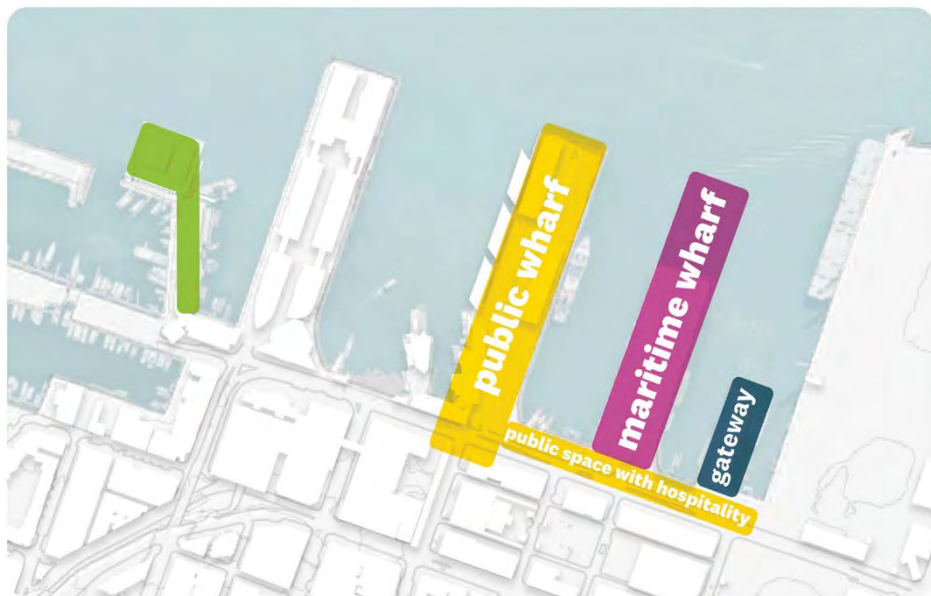 public wharf
maritime wharf
gateway
public space with hospitality